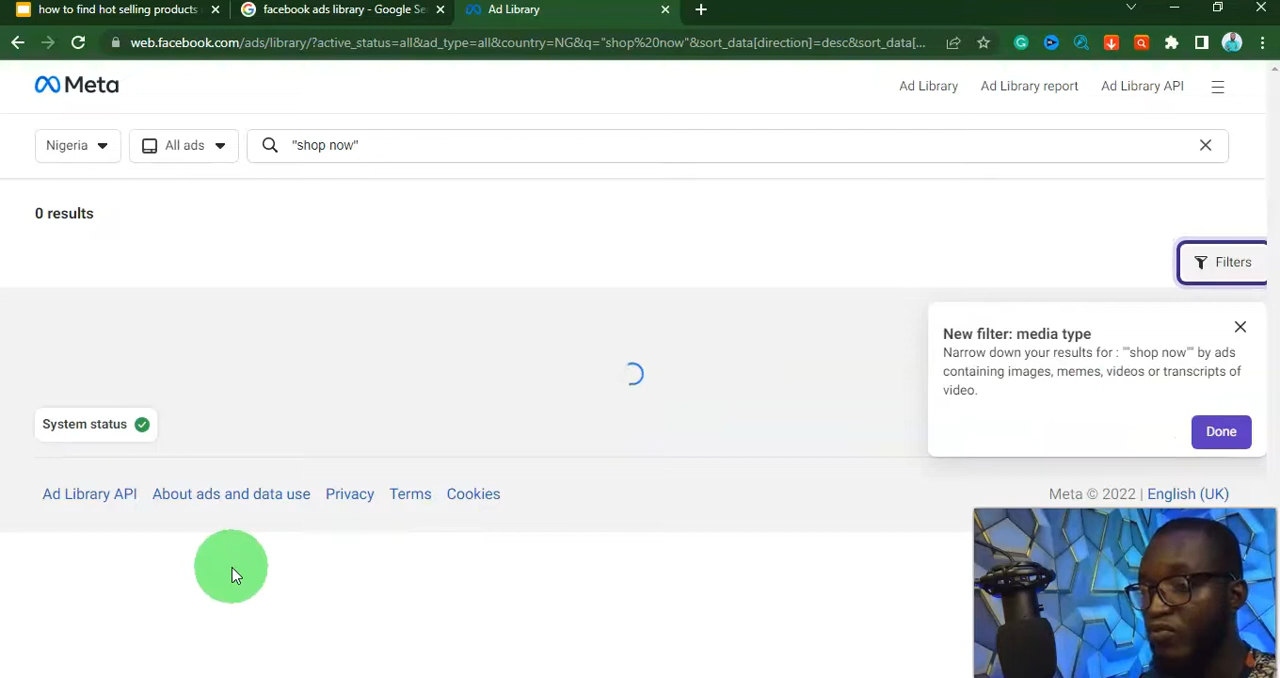 how to find hot selling products
facebook ads library - Google Se
Ad Library
web.facebook.com/ads/library/?active_status=all&ad_type=all&country=NG&q="shop%20now"&sort_data[direction]=desc&sort_data[...
Meta
Ad Library
Ad Library report
Ad Library API
Nigeria
All ads
"shop now"
0 results
Filters
New filter: media type
Narrow down your results for : ""shop now"" by ads
containing images, memes, videos or transcripts of
video.
Done
System status
Ad Library API
About ads and data use
Privacy
Terms
Cookies
Meta © 2022 | English (UK)